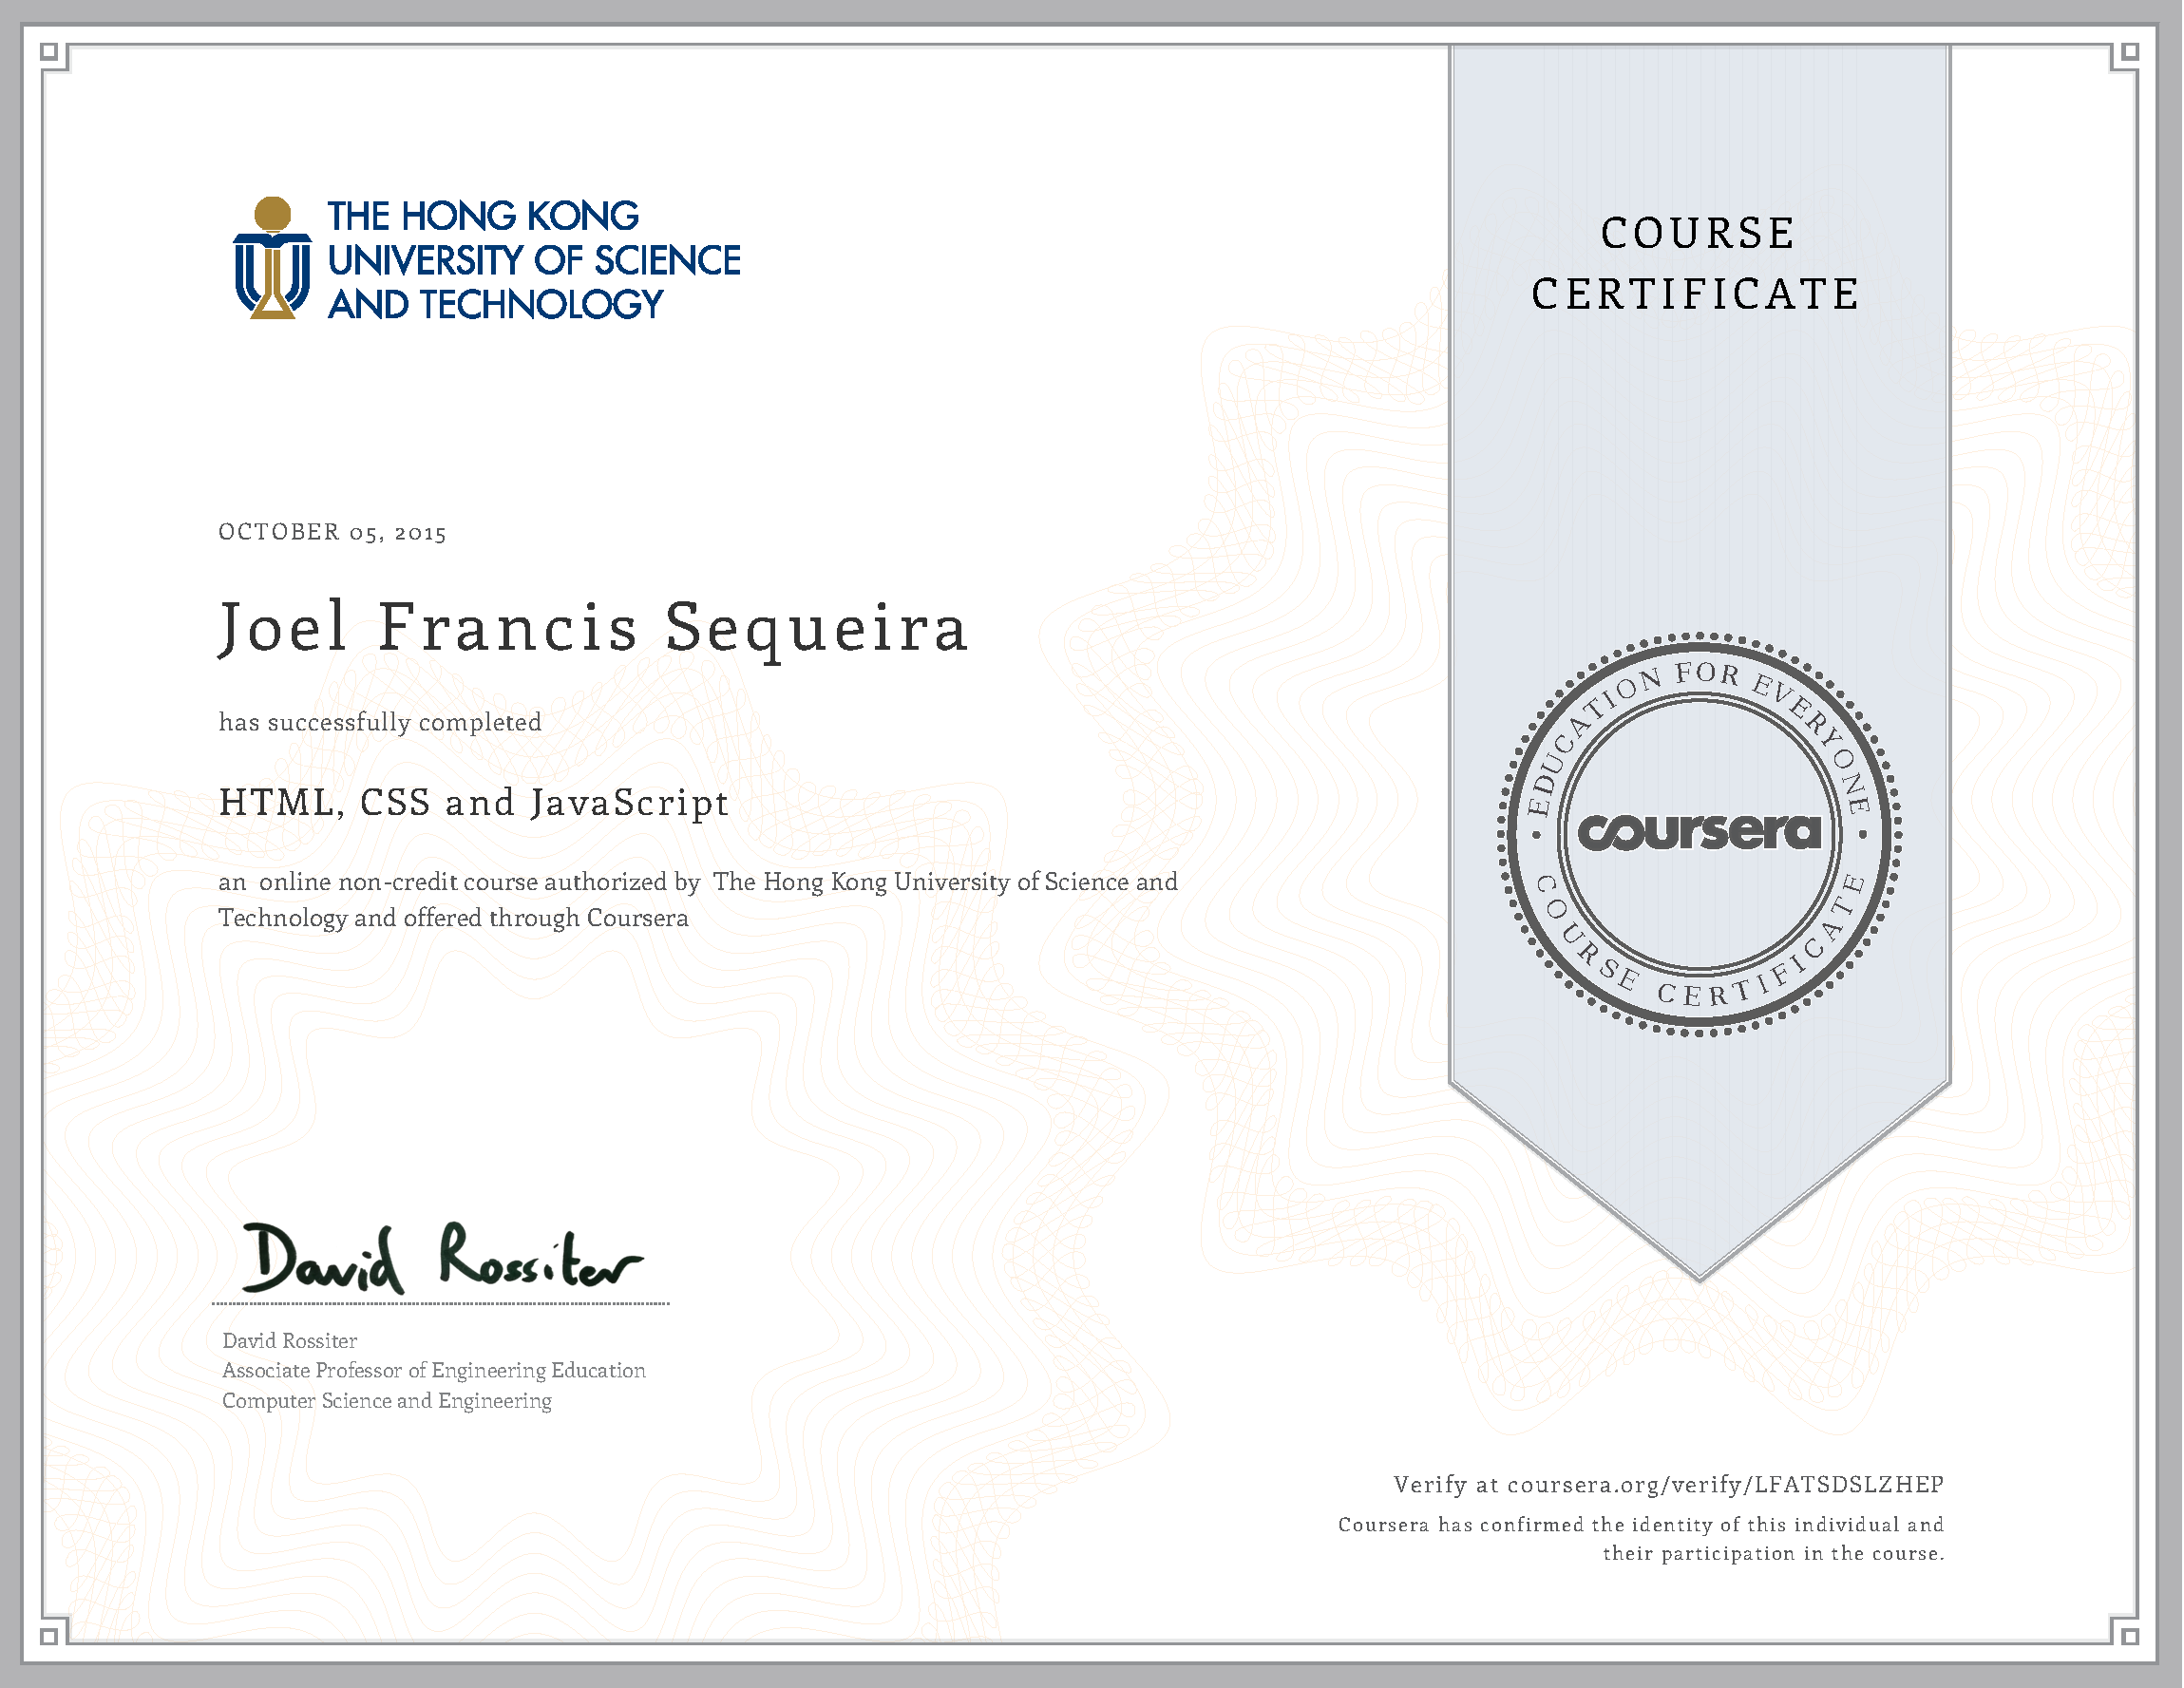 THE HONG KONG
UNIVERSITY OF SCIENCE
AND TECHNOLOGY
COURSE
CERTIFICATE
OCTOBER 05, 2015
Joel Francis Sequeira
has successfully completed
HTML, CSS and JavaScript
an online non-credit course authorized by The Hong Kong University of Science and
Technology and offered through Coursera
EDUCATION FOR EVERYONE
coursera
COURSE CERTIFICATE
David Rossiter
David Rossiter
Associate Professor of Engineering Education
Computer Science and Engineering
Verify at coursera.org/verify/LFATSDSLZHEP
Coursera has confirmed the identity of this individual and
their participation in the course.